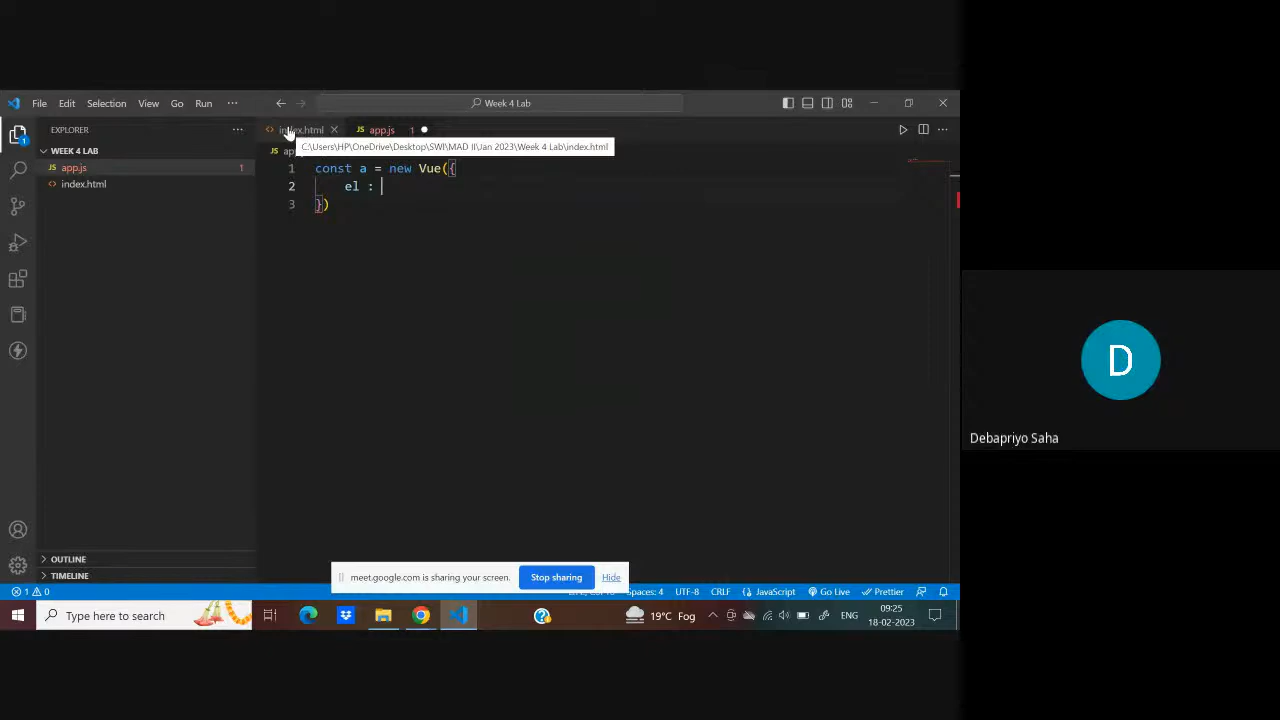 File Edit Selection View Go Run ···
Week 4 Lab
EXPLORER ···
index.html
app.js 1
C:\Users\HP\OneDrive\Desktop\SWI\MAD II\Jan 2023\Week 4 Lab\index.html
WEEK 4 LAB
app.js 1
index.html
1 const a = new Vue({
2 el :
3 })
D
Debapriyo Saha
OUTLINE
TIMELINE
meet.google.com is sharing your screen. Stop sharing Hide
1 0
Spaces: 4 UTF-8 CRLF JavaScript Go Live Prettier
Type here to search
19°C Fog
ENG
09:25
18-02-2023